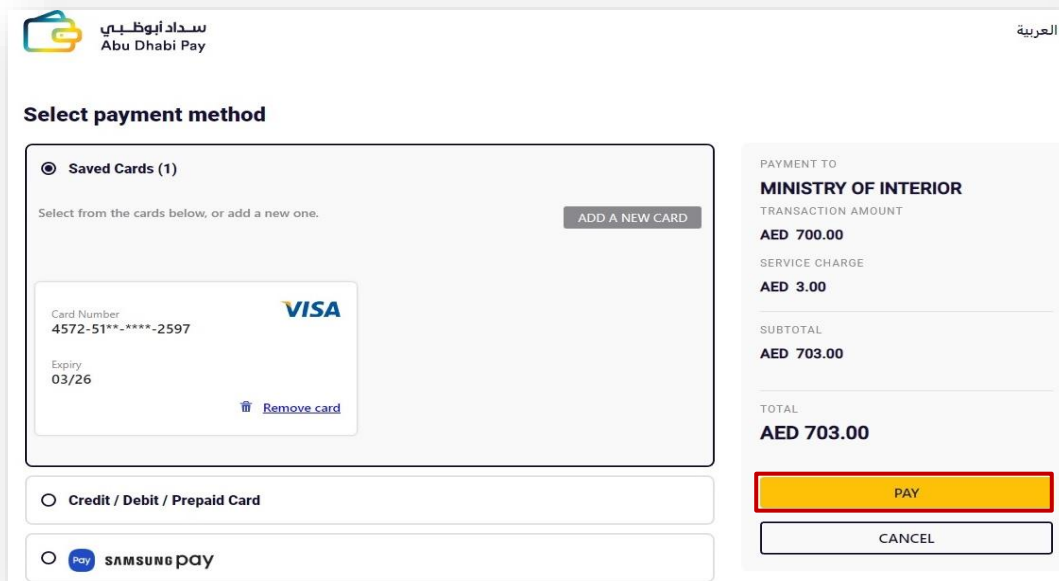 سداد أبوظبي
Abu Dhabi Pay
العربية
Select payment method
Saved Cards (1)
Select from the cards below, or add a new one.
ADD A NEW CARD
VISA
Card Number
4572-51**-****-2597
Expiry
03/26
Remove card
Credit / Debit / Prepaid Card
Pay SAMSUNG pay
PAYMENT TO
MINISTRY OF INTERIOR
TRANSACTION AMOUNT
AED 700.00
SERVICE CHARGE
AED 3.00
SUBTOTAL
AED 703.00
TOTAL
AED 703.00
PAY
CANCEL